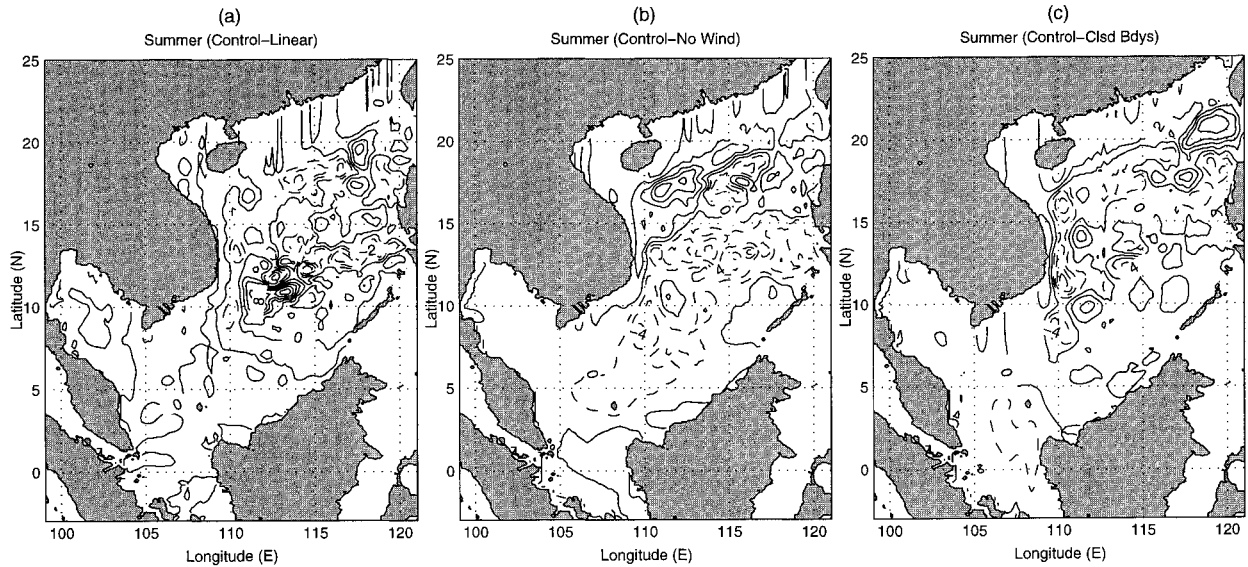 (a)
Summer (Control−Linear)
25
20
15
10
5
0
100
105
110
115
120
Latitude (N)
Longitude (E)
(b)
Summer (Control−No Wind)
25
20
15
10
5
0
100
105
110
115
120
Latitude (N)
Longitude (E)
(c)
Summer (Control−Clsd Bdys)
25
20
15
10
5
0
100
105
110
115
120
Latitude (N)
Longitude (E)